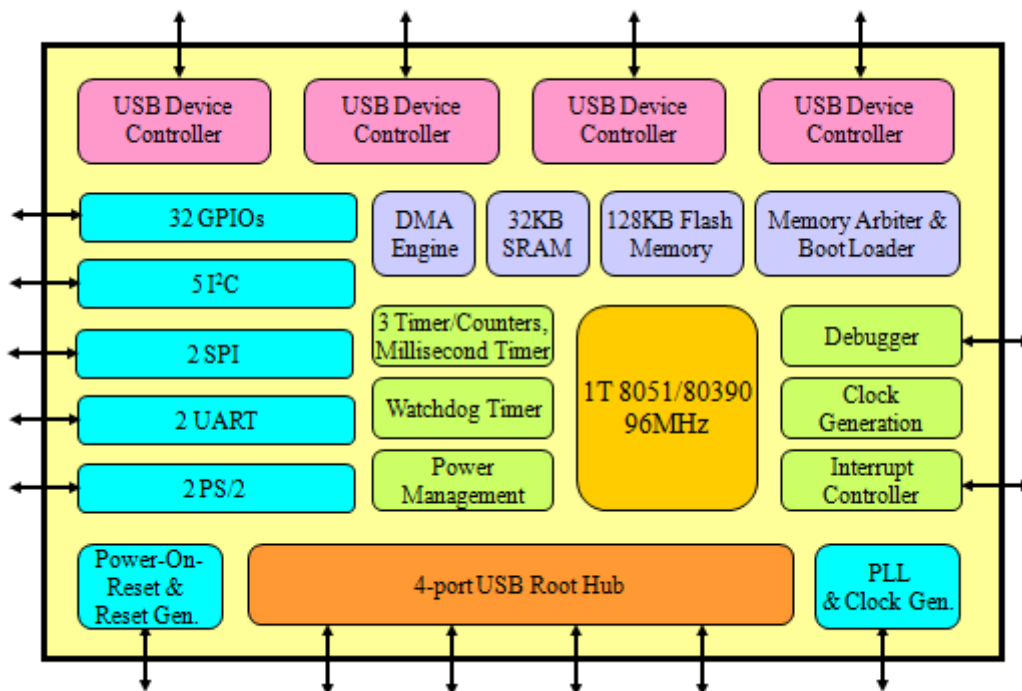 USB Device
Controller
USB Device
Controller
USB Device
Controller
USB Device
Controller
32 GPIOs
DMA
Engine
32KB
SRAM
128KB Flash
Memory
Memory Arbiter &
Boot Loader
5 I²C
3 Timer/Counters,
Millisecond Timer
1T 8051/80390
96MHz
Debugger
2 SPI
Watchdog Timer
Clock
Generation
2 UART
Power
Management
Interrupt
Controller
2 PS/2
Power-On-
Reset &
Reset Gen.
4-port USB Root Hub
PLL
& Clock Gen.